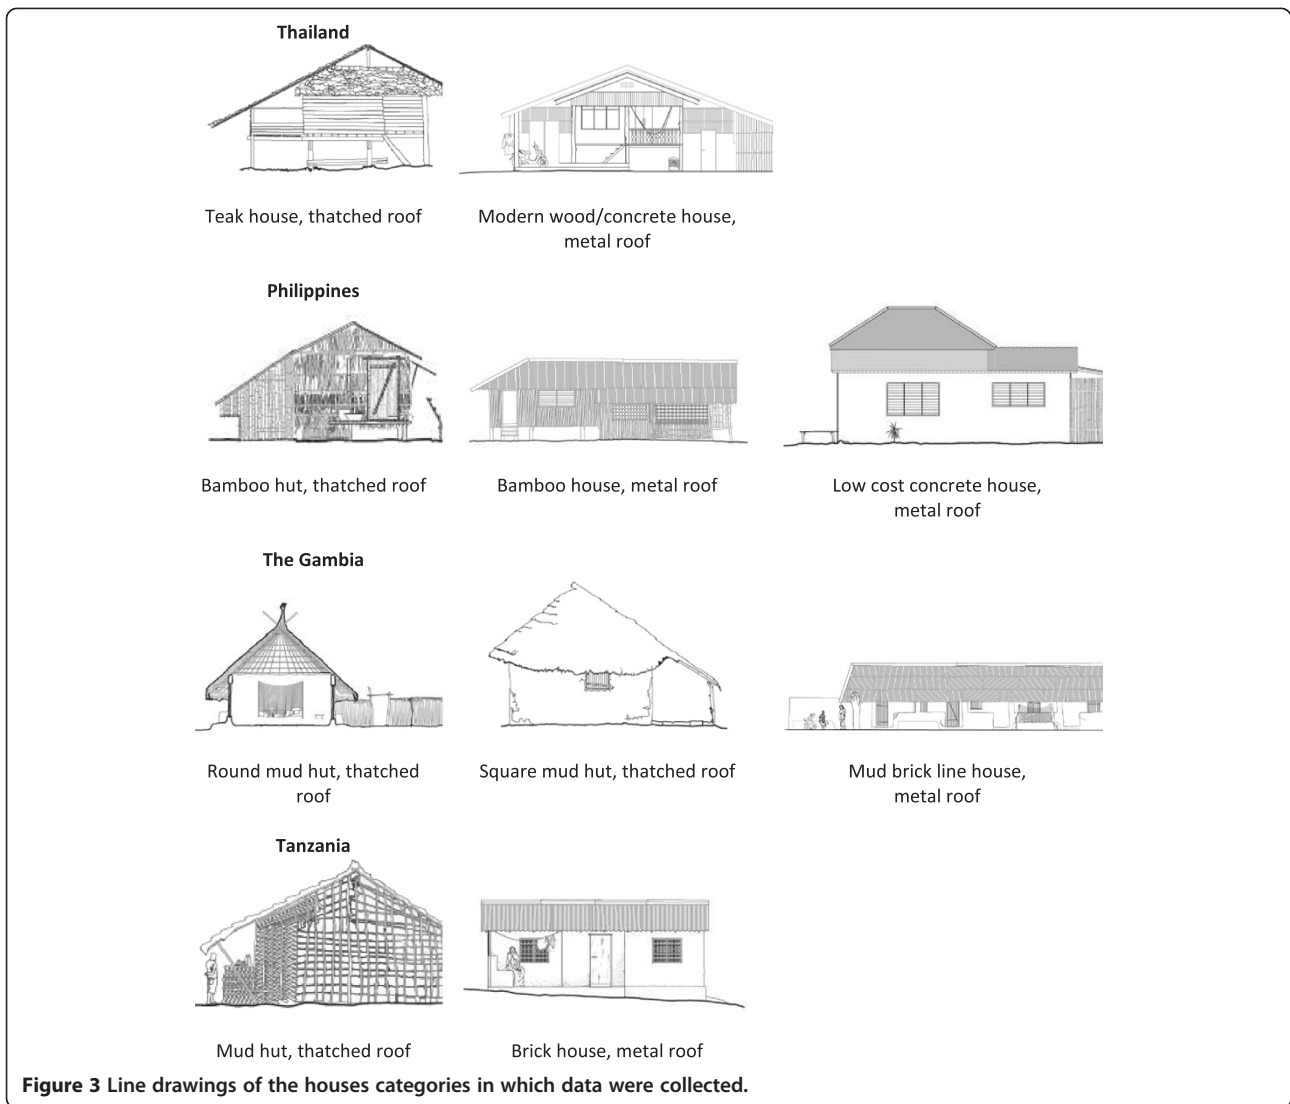 Thailand
Teak house, thatched roof
Modern wood/concrete house,
metal roof
Philippines
Bamboo hut, thatched roof
Bamboo house, metal roof
Low cost concrete house,
metal roof
The Gambia
Round mud hut, thatched
roof
Square mud hut, thatched roof
Mud brick line house,
metal roof
Tanzania
Mud hut, thatched roof
Brick house, metal roof
Figure 3 Line drawings of the houses categories in which data were collected.